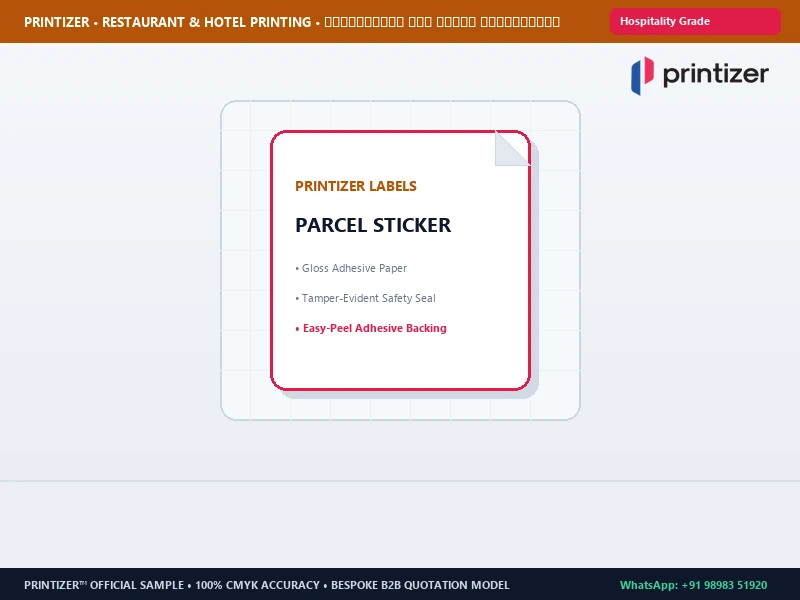 PRINTIZER • RESTAURANT & HOTEL PRINTING •
Hospitality Grade
printizer
PRINTIZER LABELS
PARCEL STICKER
• Gloss Adhesive Paper
• Tamper-Evident Safety Seal
• Easy-Peel Adhesive Backing
PRINTIZER™ OFFICIAL SAMPLE • 100% CMYK ACCURACY • BESPOKE B2B QUOTATION MODEL
WhatsApp: +91 98983 51920